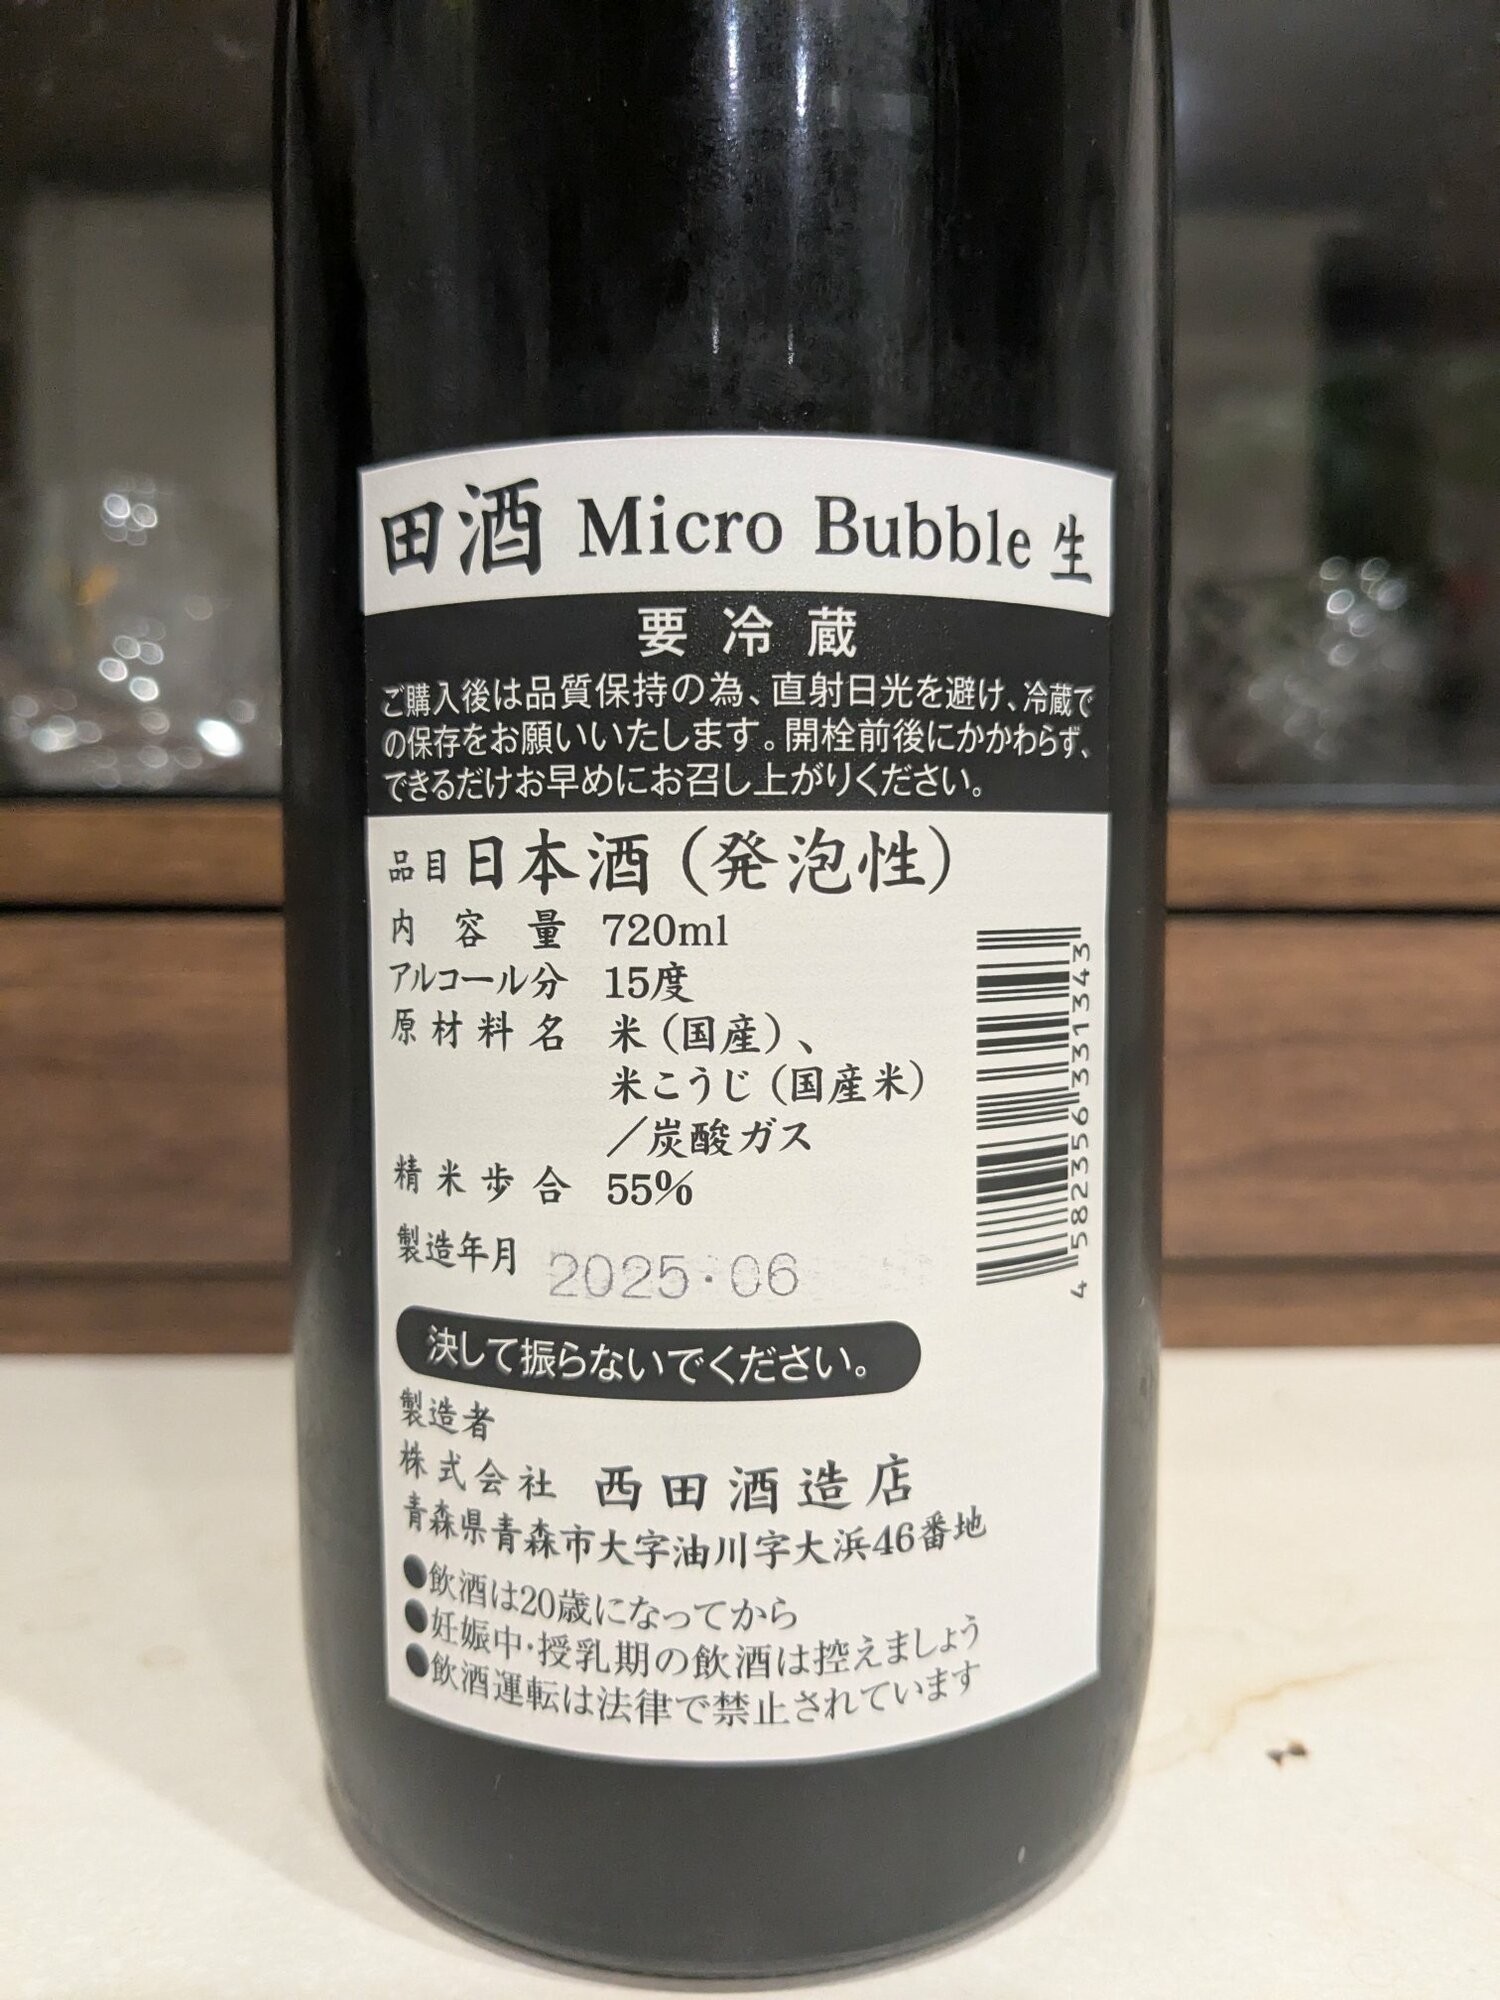 田酒 Micro Bubble 生
要冷蔵
ご購入後は品質保持の為、直射日光を避け、冷蔵で
の保存をお願いいたします。開栓前後にかかわらず、
できるだけお早めにお召し上がりください。
品目 日本酒（発泡性）
内容量 720ml
アルコール分 15度
原材料名 米（国産）、
米こうじ（国産米）
／炭酸ガス
精米歩合 55%
製造年月 2025・06
4 582356 331343
決して振らないでください。
製造者
株式会社 西田酒造店
青森県青森市大字油川字大浜46番地
●飲酒は20歳になってから
●妊娠中・授乳期の飲酒は控えましょう
●飲酒運転は法律で禁止されています